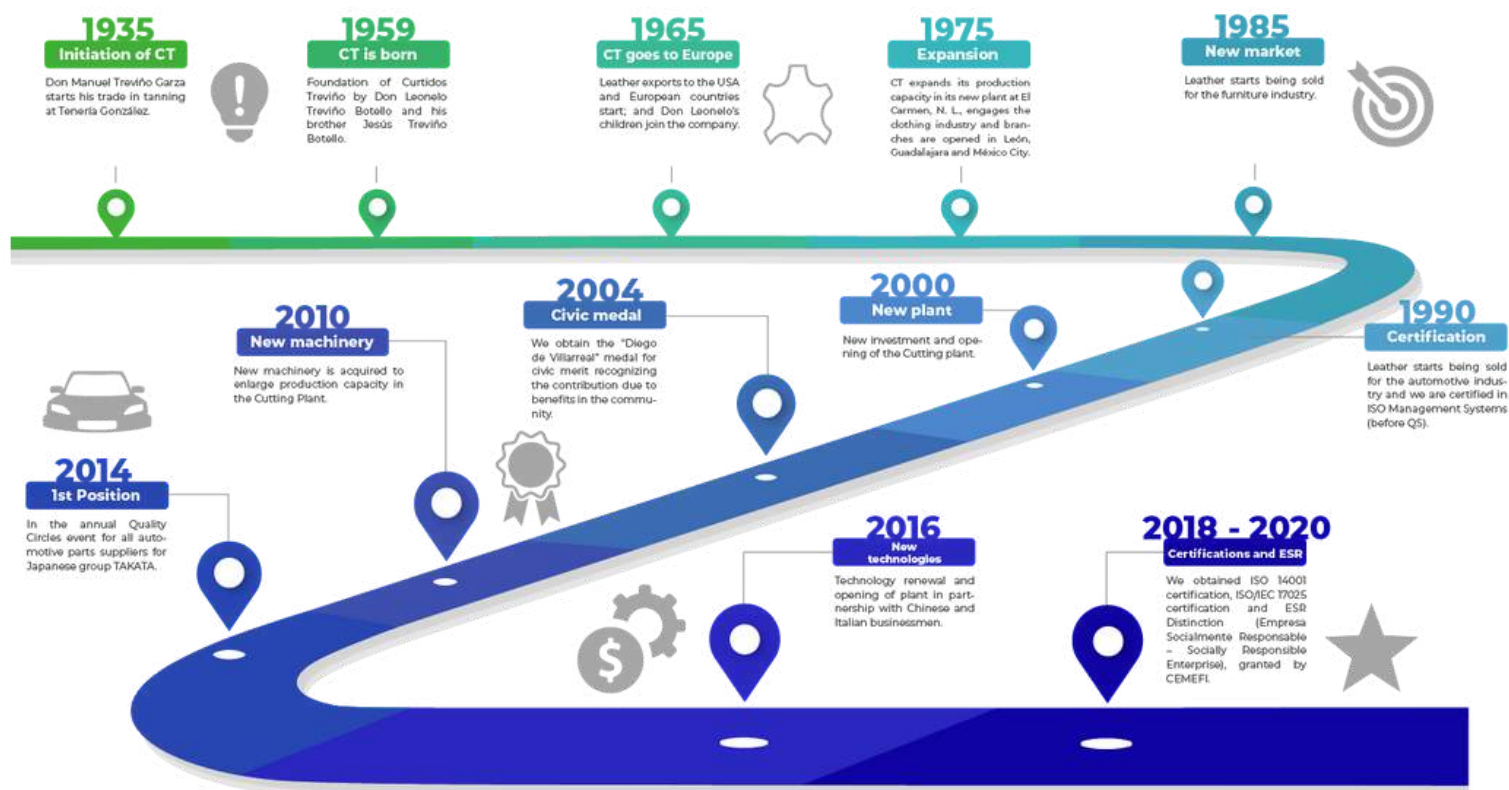 1935
Initiation of CT
Don Manuel Treviño Garza
starts his trade in tanning
at Tenería González.
1959
CT is born
Foundation of Curtidos
Treviño by Don Leonelo
Treviño Botello and his
brother Jesús Treviño
Botello.
1965
CT goes to Europe
Leather exports to the USA
and European countries
start; and Don Leonelo's
children join the company.
1975
Expansion
CT expands its production
capacity in its new plant at El
Carmen, N. L., engages the
clothing industry and bran-
ches are opened in León,
Guadalajara and México City.
1985
New market
Leather starts being sold
for the furniture industry.
1990
Certification
Leather starts being sold
for the automotive indus-
try and we are certified in
ISO Management Systems
(before QS).
2000
New plant
New investment and ope-
ning of the Cutting plant.
2004
Civic medal
We obtain the "Diego
de Villarreal" medal for
civic merit recognizing
the contribution due to
benefits in the commu-
nity.
2010
New machinery
New machinery is acquired to
enlarge production capacity in
the Cutting Plant.
2014
1st Position
In the annual Quality
Circles event for all auto-
motive parts suppliers for
Japanese group TAKATA.
2016
New
technologies
Technology renewal and
opening of plant in part-
nership with Chinese and
Italian businessmen.
2018 - 2020
Certifications and ESR
We obtained ISO 14001
certification, ISO/IEC 17025
certification and ESR
Distinction (Empresa
Socialmente Responsable
– Socially Responsible
Enterprise), granted by
CEMEFI.
$